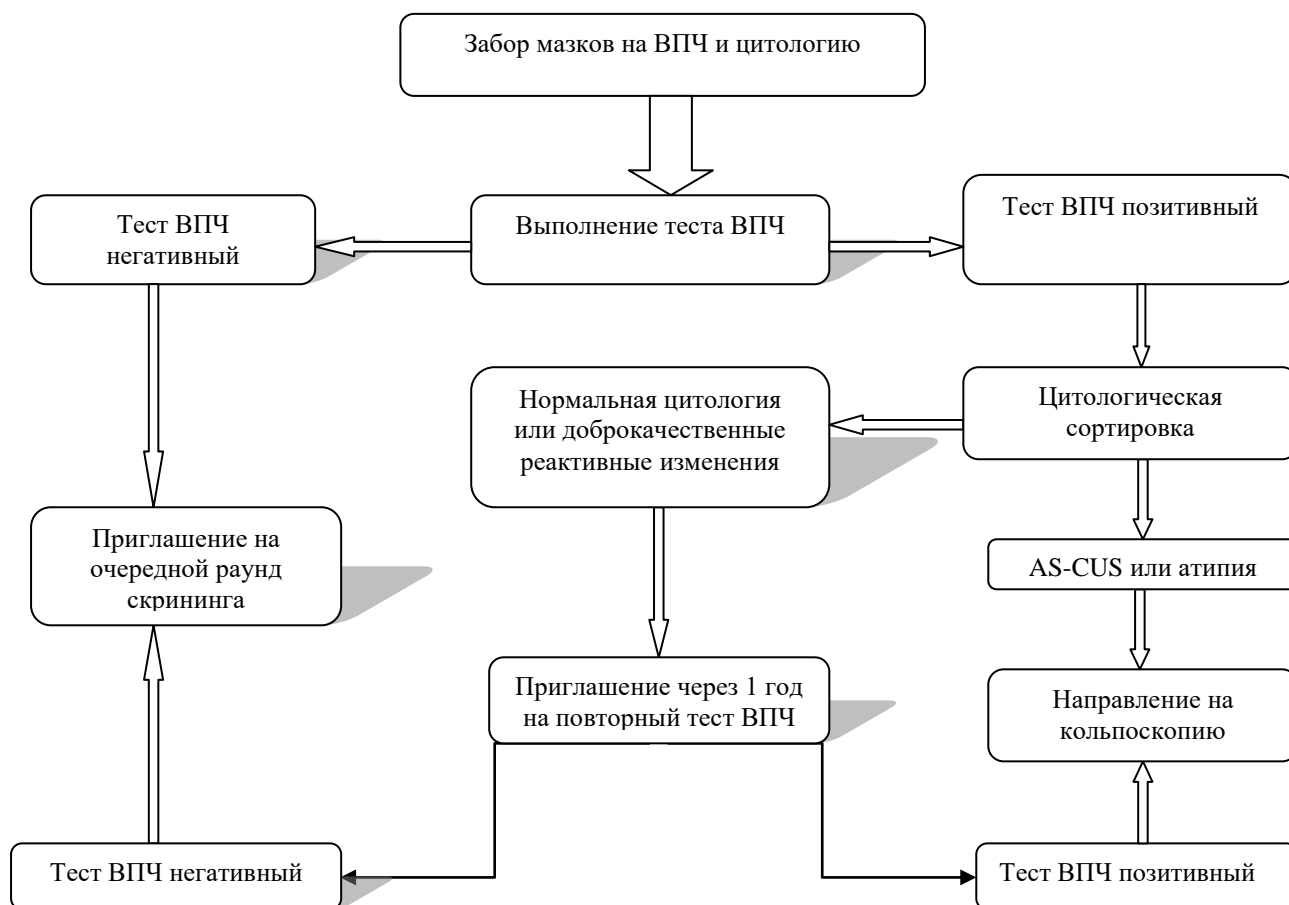 Забор мазков на ВПЧ и цитологию
Тест ВПЧ
негативный
Выполнение теста ВПЧ
Тест ВПЧ позитивный
Нормальная цитология
или доброкачественные
реактивные изменения
Цитологическая
сортировка
Приглашение на
очередной раунд
скрининга
AS-CUS или атипия
Приглашение через 1 год
на повторный тест ВПЧ
Направление на
кольпоскопию
Тест ВПЧ негативный
Тест ВПЧ позитивный